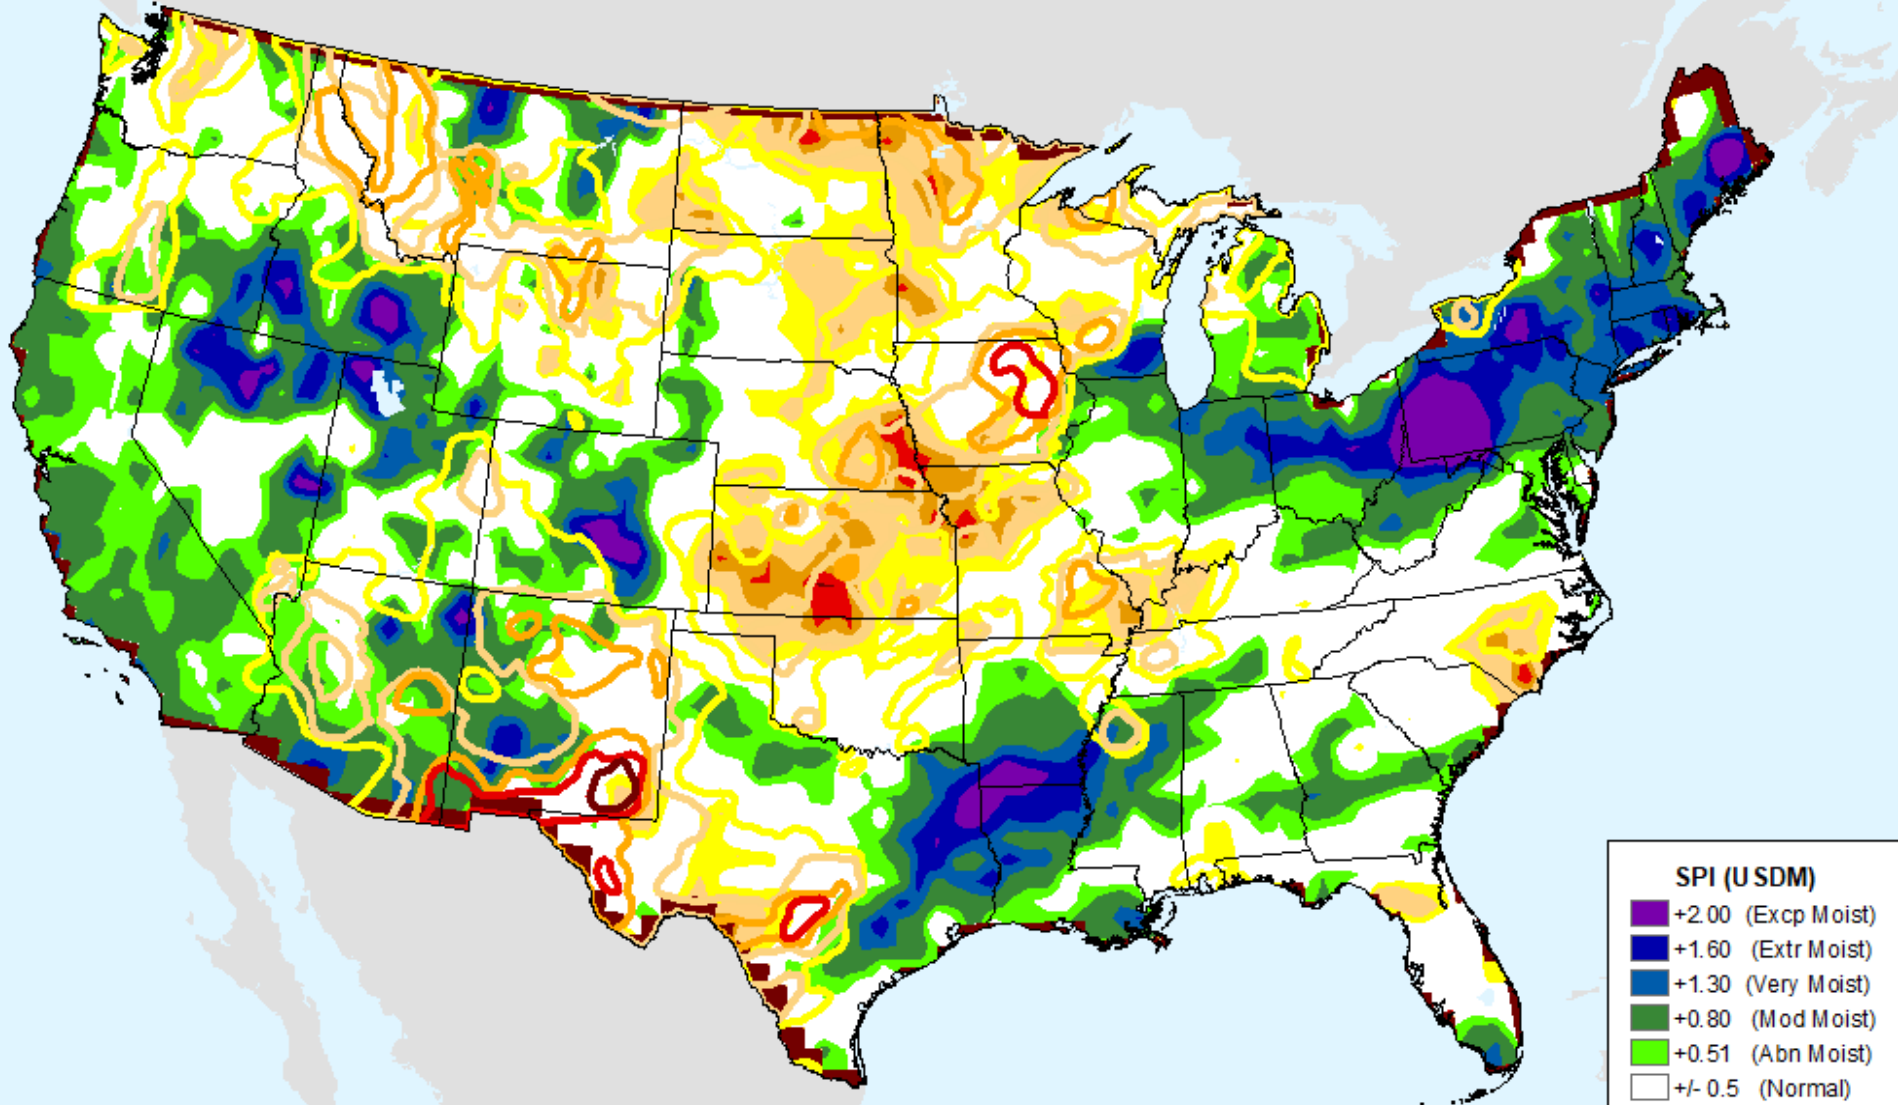 SPI (USDM)
+2.00 (Excp Moist)
+1.60 (Extr Moist)
+1.30 (Very Moist)
+0.80 (Mod Moist)
+0.51 (Abn Moist)
+/- 0.5 (Normal)